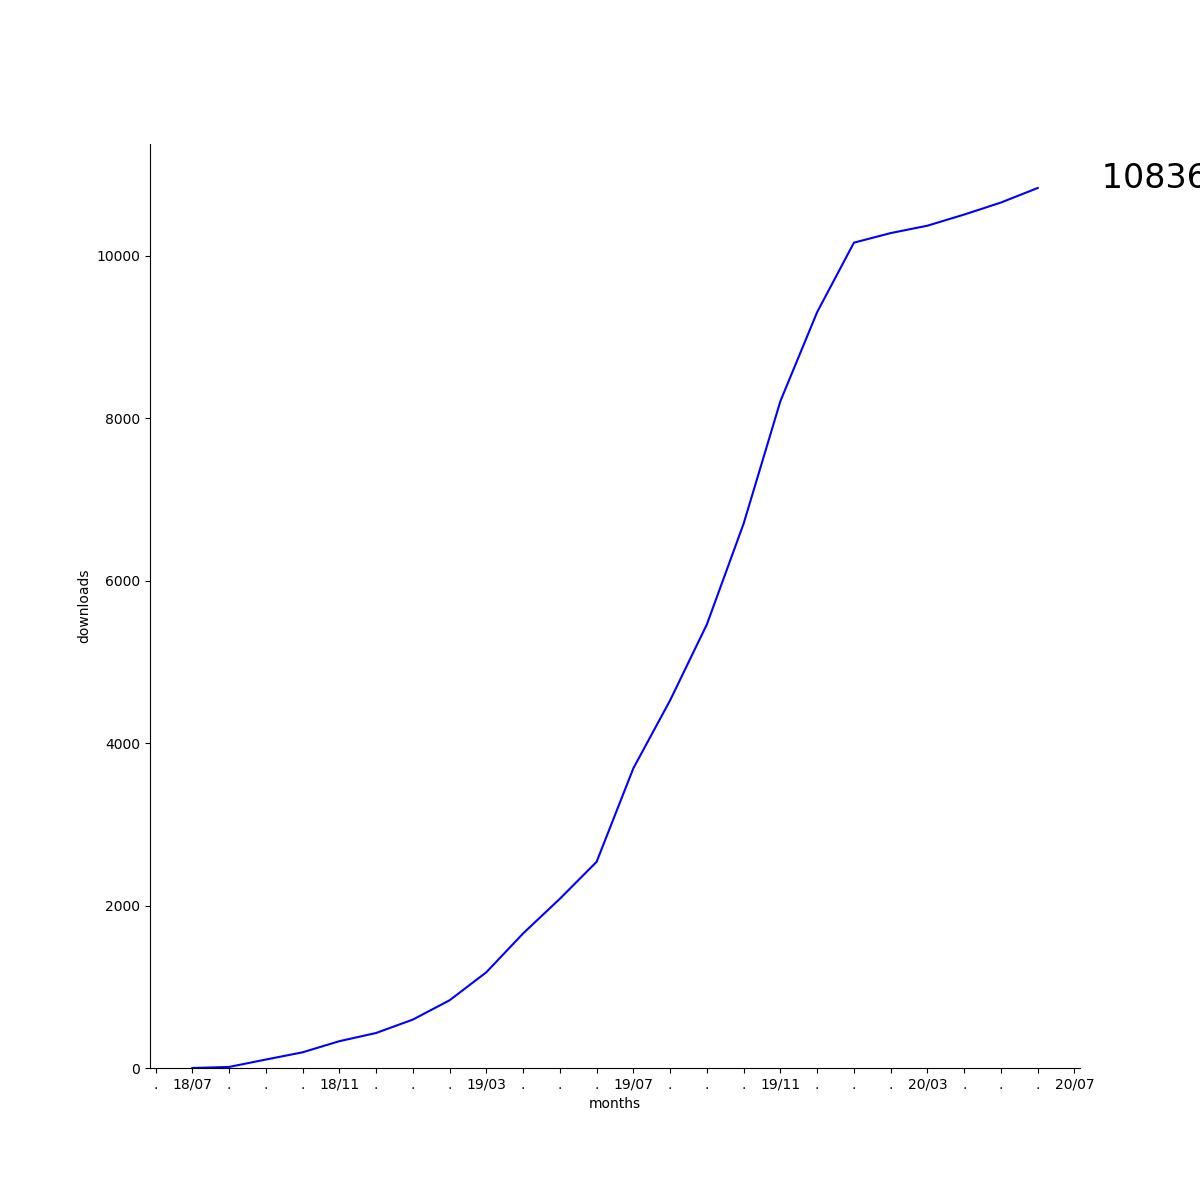 10836
10000
8000
6000
4000
2000
0
downloads
. 18/07 . . . 18/11 . . . 19/03 . . . 19/07 . . . 19/11 . . . 20/03 . . . 20/07
months